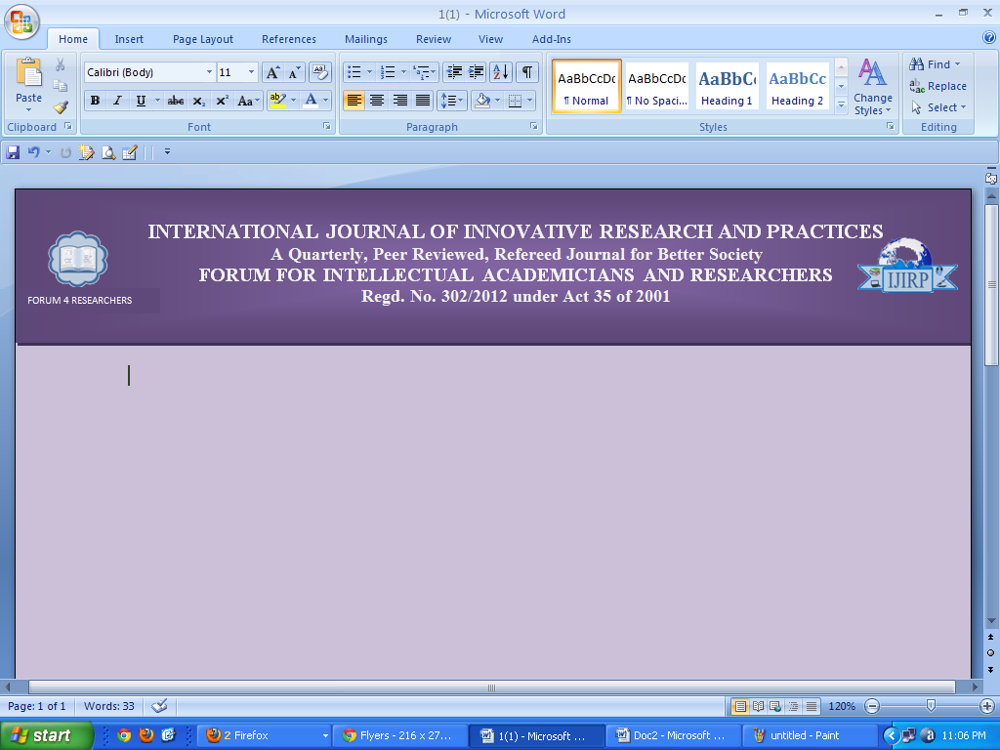 1(1) - Microsoft Word
Home Insert Page Layout References Mailings Review View Add-Ins
Paste
Calibri (Body) 11
AaBbCcDc AaBbCcDc AaBbC AaBbCc
¶ Normal ¶ No Spaci... Heading 1 Heading 2
Change Styles
Find
Replace
Select
Clipboard Font Paragraph Styles Editing
INTERNATIONAL JOURNAL OF INNOVATIVE RESEARCH AND PRACTICES
A Quarterly, Peer Reviewed, Refereed Journal for Better Society
FORUM FOR INTELLECTUAL ACADEMICIANS AND RESEARCHERS
Regd. No. 302/2012 under Act 35 of 2001
FORUM 4 RESEARCHERS
IJIRP
Page: 1 of 1 Words: 33 120%
start 2 Firefox Flyers - 216 x 27... 1(1) - Microsoft ... Doc2 - Microsoft ... untitled - Paint 11:06 PM